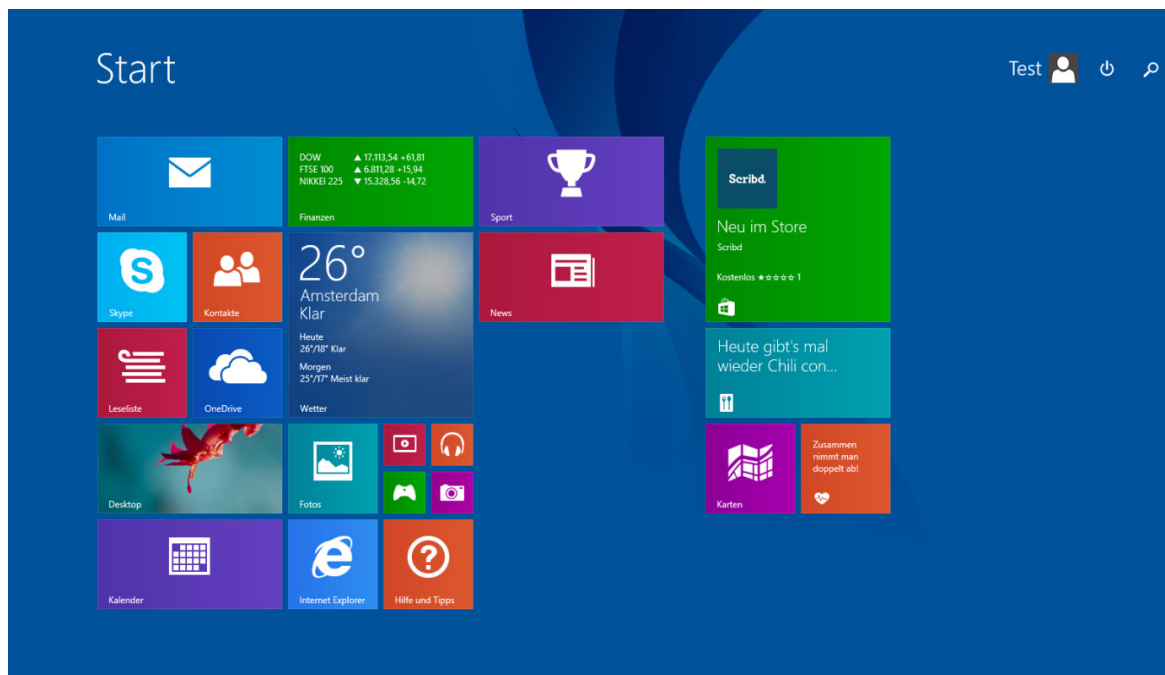 Start
Test
Mail
DOW ▲ 17.113,54 +61,81
FTSE 100 ▲ 6.811,28 +15,94
NIKKEI 225 ▼ 15.328,56 -14,72
Finanzen
Sport
Scribd.
Neu im Store
Scribd
Kostenlos ★☆☆☆☆ 1
Skype
Kontakte
26°
Amsterdam
Klar
Heute
26°/18° Klar
Morgen
25°/17° Meist klar
Wetter
News
Leseliste
OneDrive
Heute gibt's mal
wieder Chili con...
Desktop
Fotos
Karten
Zusammen
nimmt man
doppelt ab!
Kalender
Internet Explorer
Hilfe und Tipps